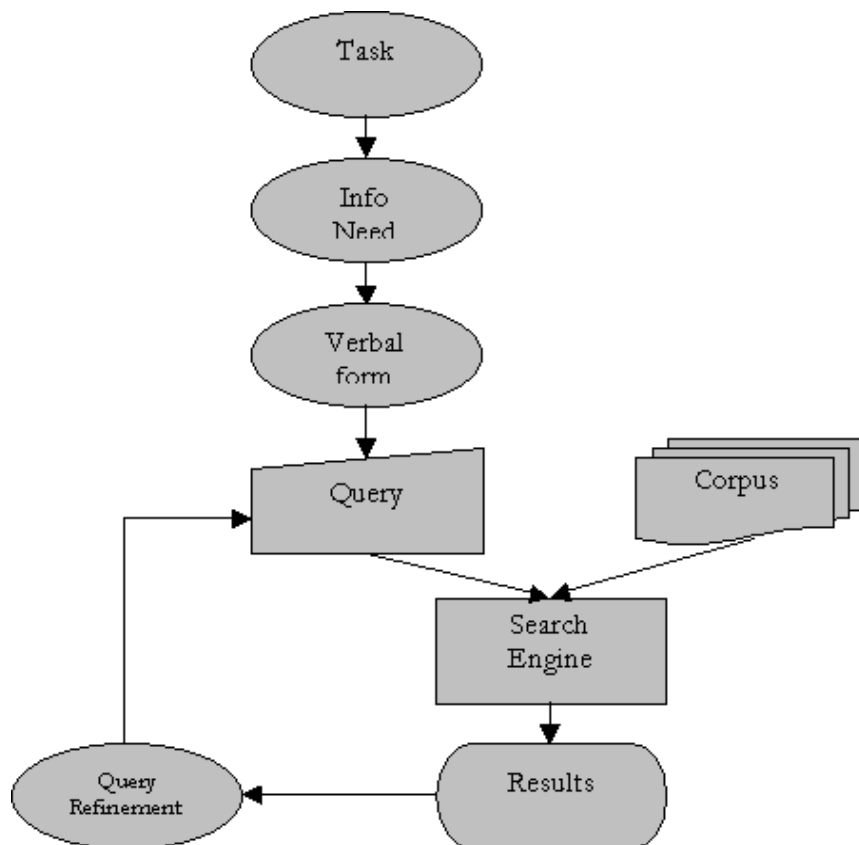 Task
Info
Need
Verbal
form
Query
Corpus
Search
Engine
Results
Query
Refinement